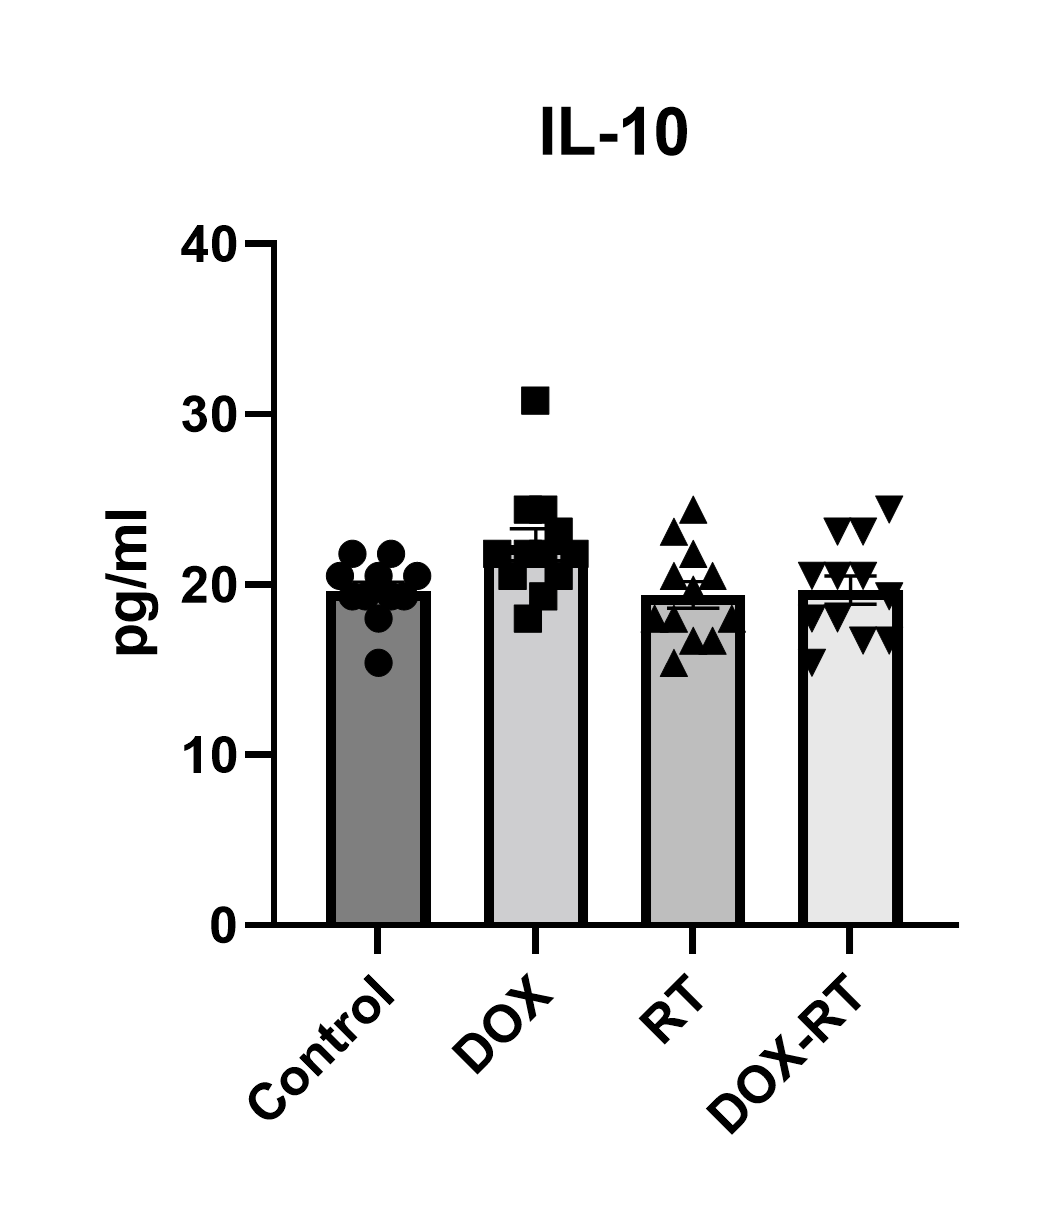 IL-10
40
30
20
10
0
pg/ml
Control
DOX
RT
DOX-RT